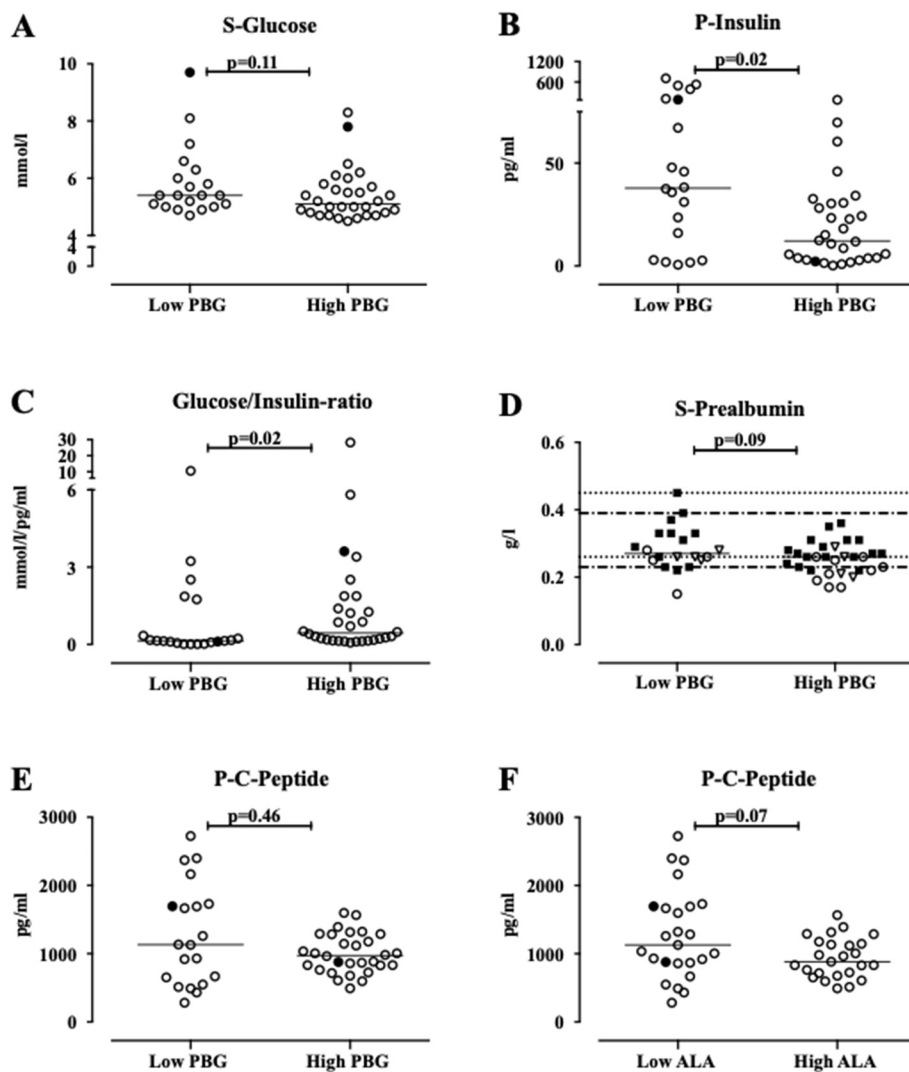 A
S-Glucose
p=0.11
10
8
6
4
4
0
mmol/l
Low PBG
High PBG
B
P-Insulin
p=0.02
1200
600
50
0
pg/ml
Low PBG
High PBG
C
Glucose/Insulin-ratio
p=0.02
30
20
10
6
3
0
mmol/l/pg/ml
Low PBG
High PBG
D
S-Prealbumin
p=0.09
0.6
0.4
0.2
0.0
g/l
Low PBG
High PBG
E
P-C-Peptide
p=0.46
3000
2000
1000
0
pg/ml
Low PBG
High PBG
F
P-C-Peptide
p=0.07
3000
2000
1000
0
pg/ml
Low ALA
High ALA